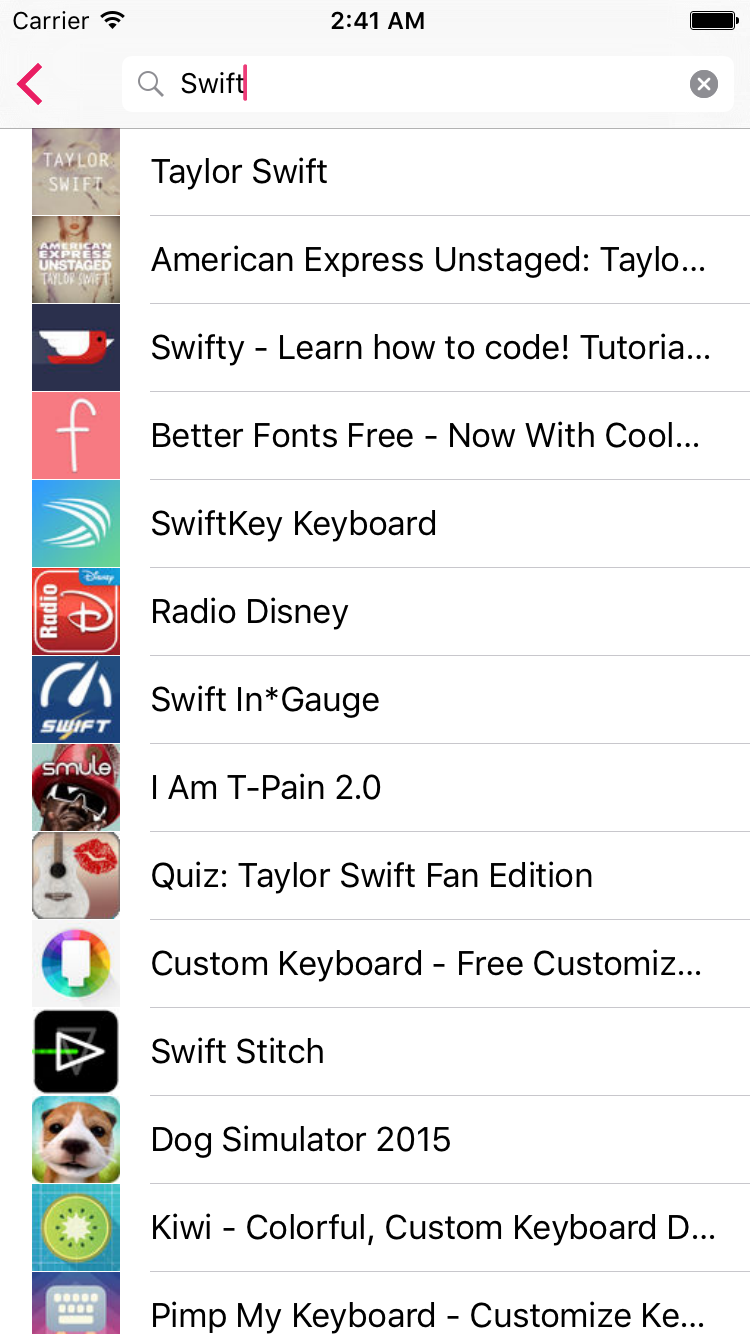 Carrier 2:41 AM
Swift
TAYLOR
SWIFT
Taylor Swift
AMERICAN
EXPRESS
UNSTAGED
TAYLOR SWIFT
American Express Unstaged: Taylo...
Swifty - Learn how to code! Tutoria...
f
Better Fonts Free - Now With Cool...
SwiftKey Keyboard
Disney
Radio
D
Radio Disney
SWIFT
Swift In*Gauge
smule
I Am T-Pain 2.0
Quiz: Taylor Swift Fan Edition
Custom Keyboard - Free Customiz...
Swift Stitch
Dog Simulator 2015
Kiwi - Colorful, Custom Keyboard D...
Pimp My Keyboard - Customize Ke...